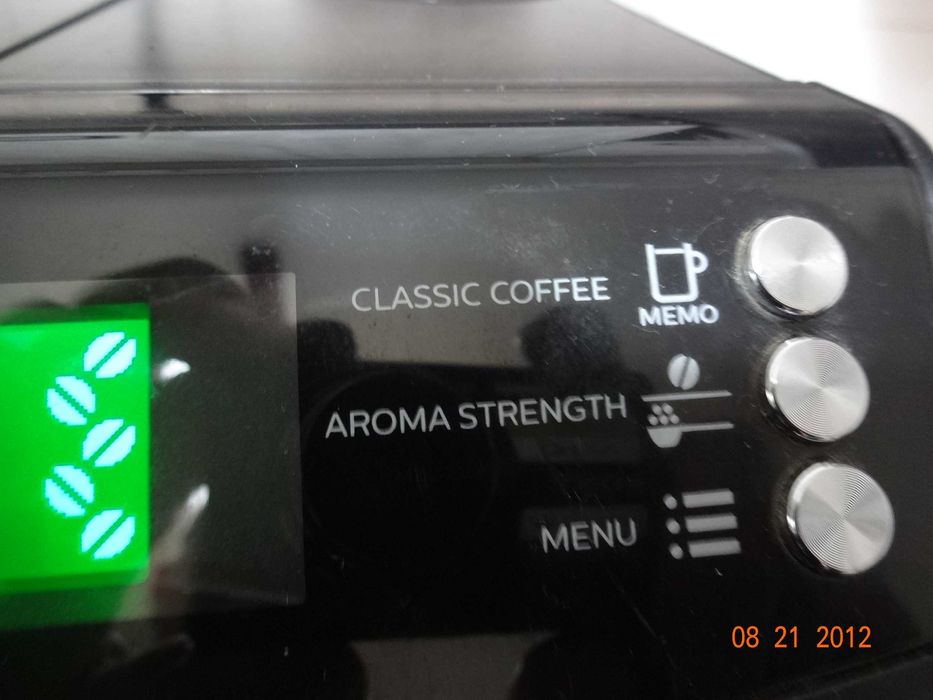 CLASSIC COFFEE
MEMO
AROMA STRENGTH
MENU
08 21 2012